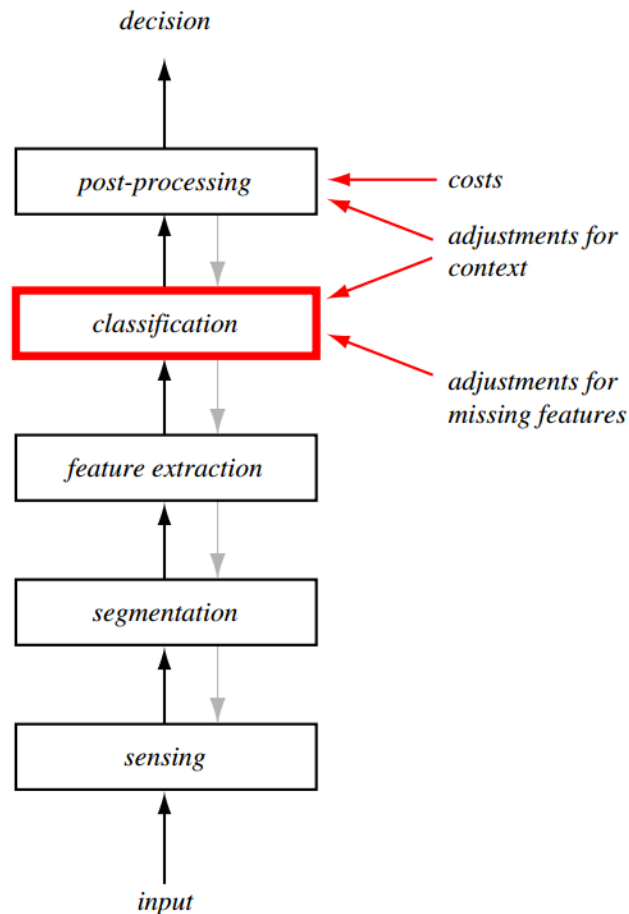 decision
post-processing
costs
adjustments for
context
classification
adjustments for
missing features
feature extraction
segmentation
sensing
input